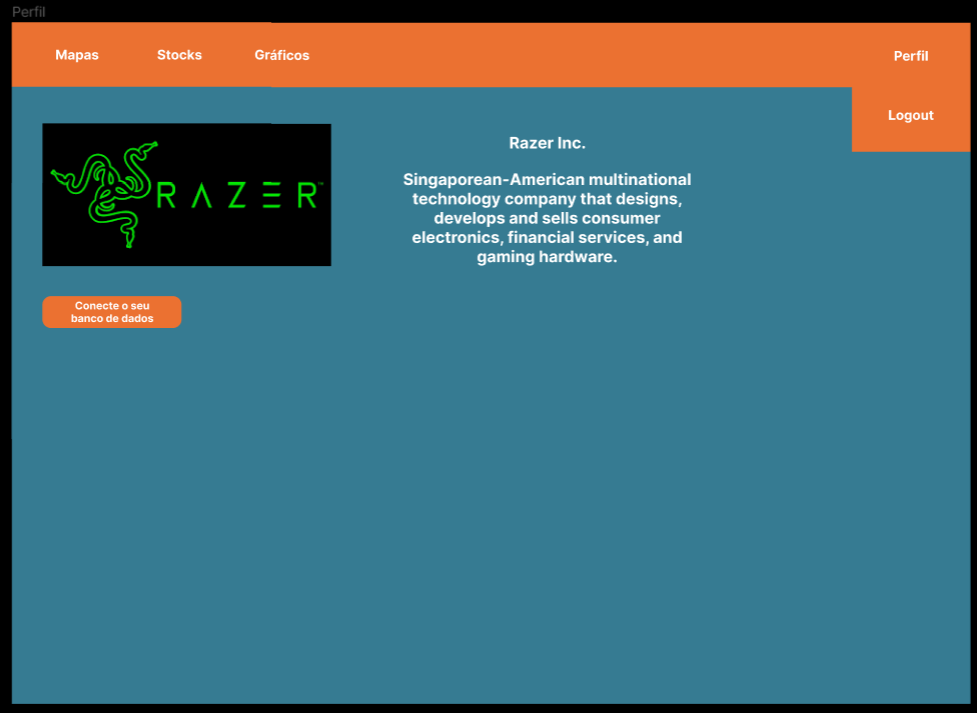 Perfil
Mapas Stocks Gráficos Perfil
Logout
RAZER™
Razer Inc.
Singaporean-American multinational
technology company that designs,
develops and sells consumer
electronics, financial services, and
gaming hardware.
Conecte o seu
banco de dados